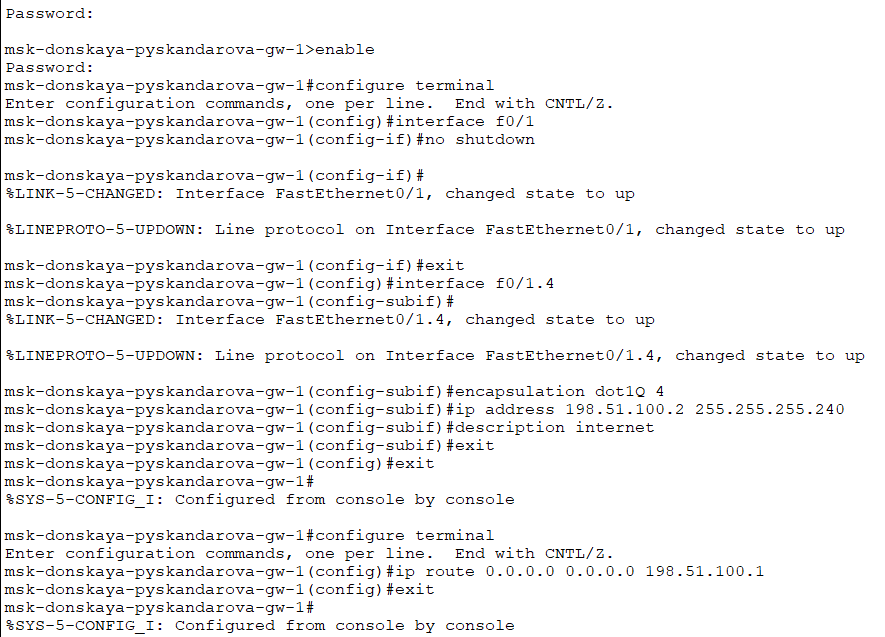 Password:
msk-donskaya-pyskandarova-gw-1>enable
Password:
msk-donskaya-pyskandarova-gw-1#configure terminal
Enter configuration commands, one per line.  End with CNTL/Z.
msk-donskaya-pyskandarova-gw-1(config)#interface f0/1
msk-donskaya-pyskandarova-gw-1(config-if)#no shutdown
msk-donskaya-pyskandarova-gw-1(config-if)#
%LINK-5-CHANGED: Interface FastEthernet0/1, changed state to up
%LINEPROTO-5-UPDOWN: Line protocol on Interface FastEthernet0/1, changed state to up
msk-donskaya-pyskandarova-gw-1(config-if)#exit
msk-donskaya-pyskandarova-gw-1(config)#interface f0/1.4
msk-donskaya-pyskandarova-gw-1(config-subif)#
%LINK-5-CHANGED: Interface FastEthernet0/1.4, changed state to up
%LINEPROTO-5-UPDOWN: Line protocol on Interface FastEthernet0/1.4, changed state to up
msk-donskaya-pyskandarova-gw-1(config-subif)#encapsulation dot1Q 4
msk-donskaya-pyskandarova-gw-1(config-subif)#ip address 198.51.100.2 255.255.255.240
msk-donskaya-pyskandarova-gw-1(config-subif)#description internet
msk-donskaya-pyskandarova-gw-1(config-subif)#exit
msk-donskaya-pyskandarova-gw-1(config)#exit
msk-donskaya-pyskandarova-gw-1#
%SYS-5-CONFIG_I: Configured from console by console
msk-donskaya-pyskandarova-gw-1#configure terminal
Enter configuration commands, one per line.  End with CNTL/Z.
msk-donskaya-pyskandarova-gw-1(config)#ip route 0.0.0.0 0.0.0.0 198.51.100.1
msk-donskaya-pyskandarova-gw-1(config)#exit
msk-donskaya-pyskandarova-gw-1#
%SYS-5-CONFIG_I: Configured from console by console